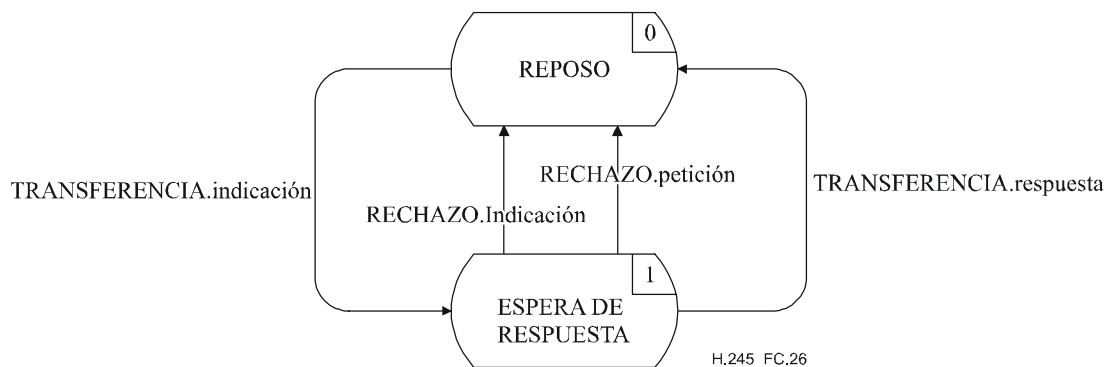 0
REPOSO
RECHAZO.petición
TRANSFERENCIA.indicación
TRANSFERENCIA.respuesta
RECHAZO.Indicación
1
ESPERA DE
RESPUESTA
H.245 FC.26